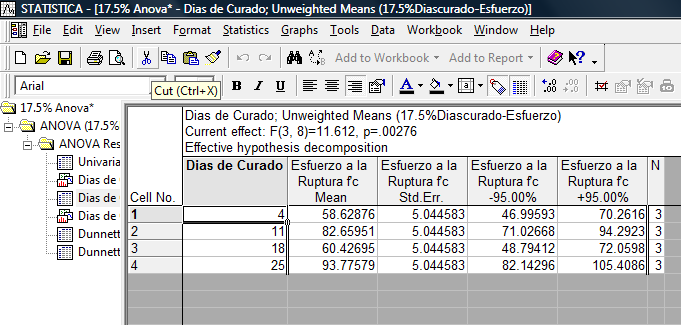 STATISTICA - [17.5% Anova* - Dias de Curado; Unweighted Means (17.5%Diascurado-Esfuerzo)]
File Edit View Insert Format Statistics Graphs Tools Data Workbook Window Help
Add to Workbook Add to Report
Arial B I U
Cut (Ctrl+X)
17.5% Anova*
ANOVA (17.5%
ANOVA Res
Univaria
Dias de
Dias de
Dias de
Dunnett
Dunnett
Dias de Curado; Unweighted Means (17.5%Diascurado-Esfuerzo)
Current effect: F(3, 8)=11.612, p=.00276
Effective hypothesis decomposition
Cell No. Dias de Curado Esfuerzo a la Ruptura f'c Mean Esfuerzo a la Ruptura f'c Std.Err. Esfuerzo a la Ruptura f'c -95.00% Esfuerzo a la Ruptura f'c +95.00% N
1 4 58.62876 5.044583 46.99593 70.2616 3
2 11 82.65951 5.044583 71.02668 94.2923 3
3 18 60.42695 5.044583 48.79412 72.0598 3
4 25 93.77579 5.044583 82.14296 105.4086 3